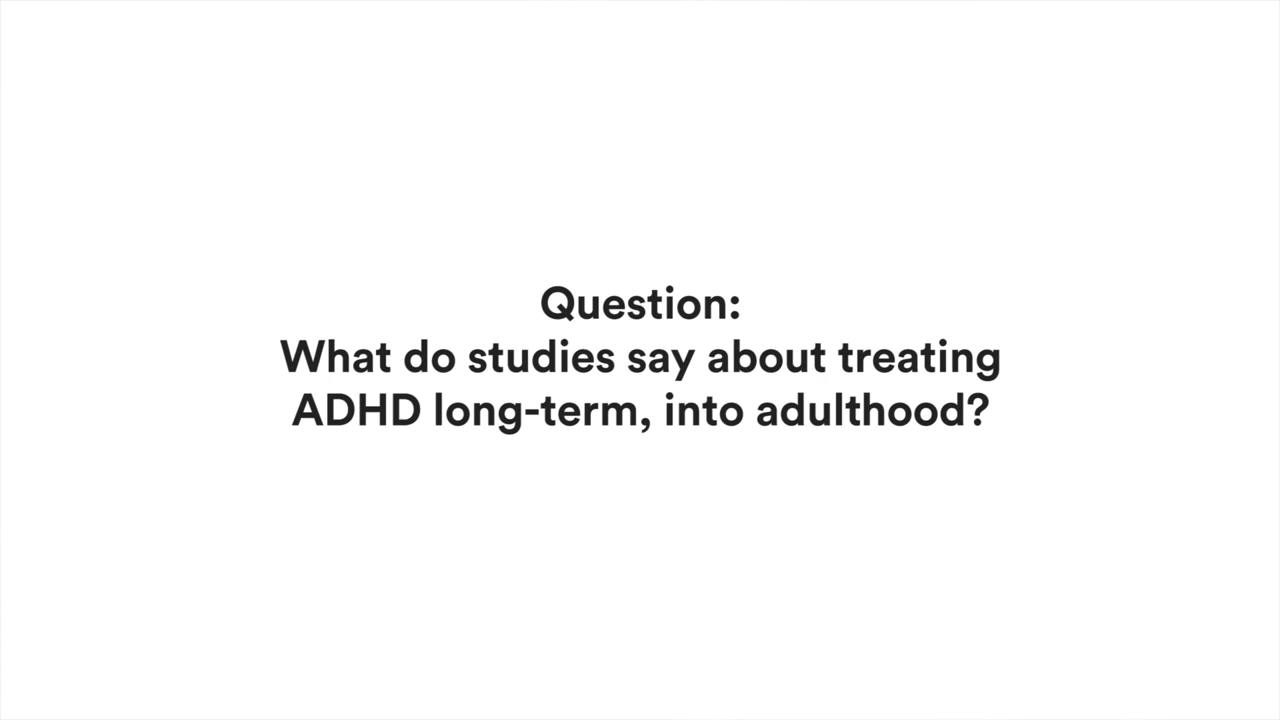 Question:
What do studies say about treating
ADHD long-term, into adulthood?